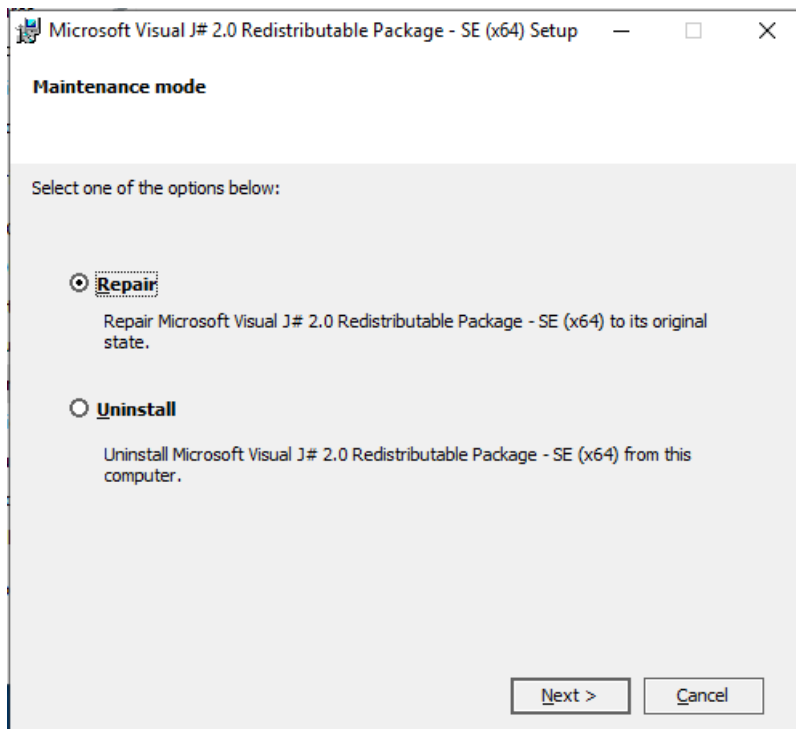 Microsoft Visual J# 2.0 Redistributable Package - SE (x64) Setup
Maintenance mode
Select one of the options below:
Repair
Repair Microsoft Visual J# 2.0 Redistributable Package - SE (x64) to its original
state.
Uninstall
Uninstall Microsoft Visual J# 2.0 Redistributable Package - SE (x64) from this
computer.
Next >
Cancel